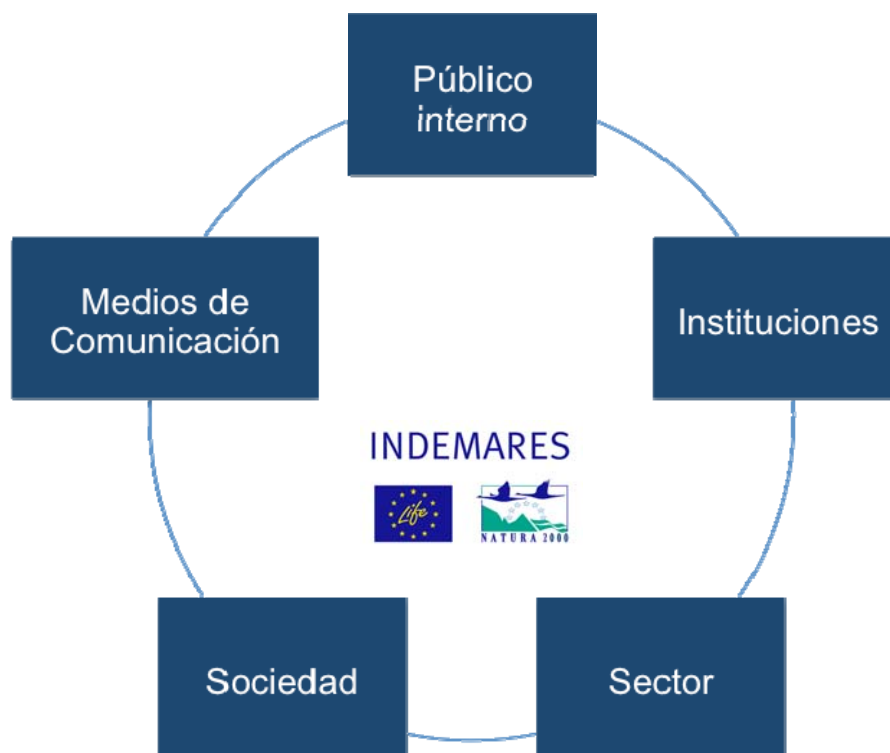 Público
interno
Medios de
Comunicación
Instituciones
INDEMARES
Life
NATURA 2000
Sociedad
Sector